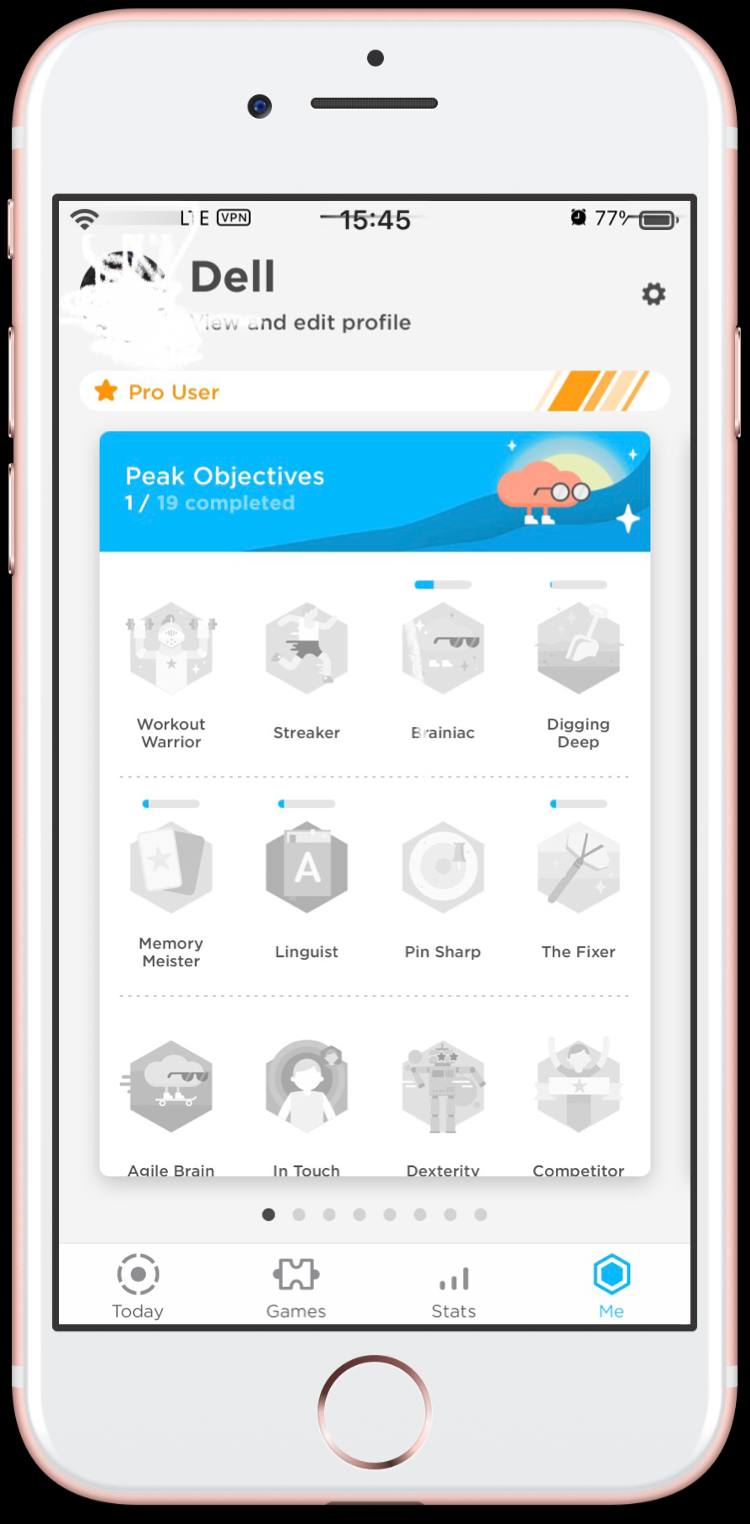 LTE VPN 15:45 77%
Dell
View and edit profile
Pro User
Peak Objectives
1 / 19 completed
Workout
Warrior
Streaker
Brainiac
Digging
Deep
A
Memory
Meister
Linguist
Pin Sharp
The Fixer
Agile Brain
In Touch
Dexterity
Competitor
Today
Games
Stats
Me